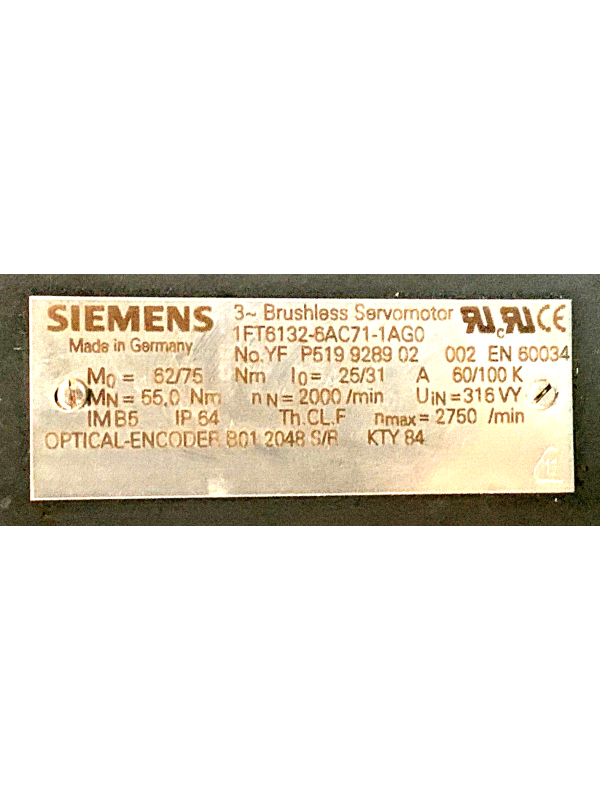 SIEMENS
Made in Germany
3~ Brushless Servomotor
1FT6132-6AC71-1AG0
No.YF P519 9289 02 002 EN 60034
M0 = 62/75 Nm I0 = 25/31 A 60/100 K
MN = 55,0 Nm nN = 2000 /min UIN = 316 VY
IM B5 IP 64 Th.CL.F nmax = 2750 /min
OPTICAL-ENCODER B01 2048 S/R KTY 84